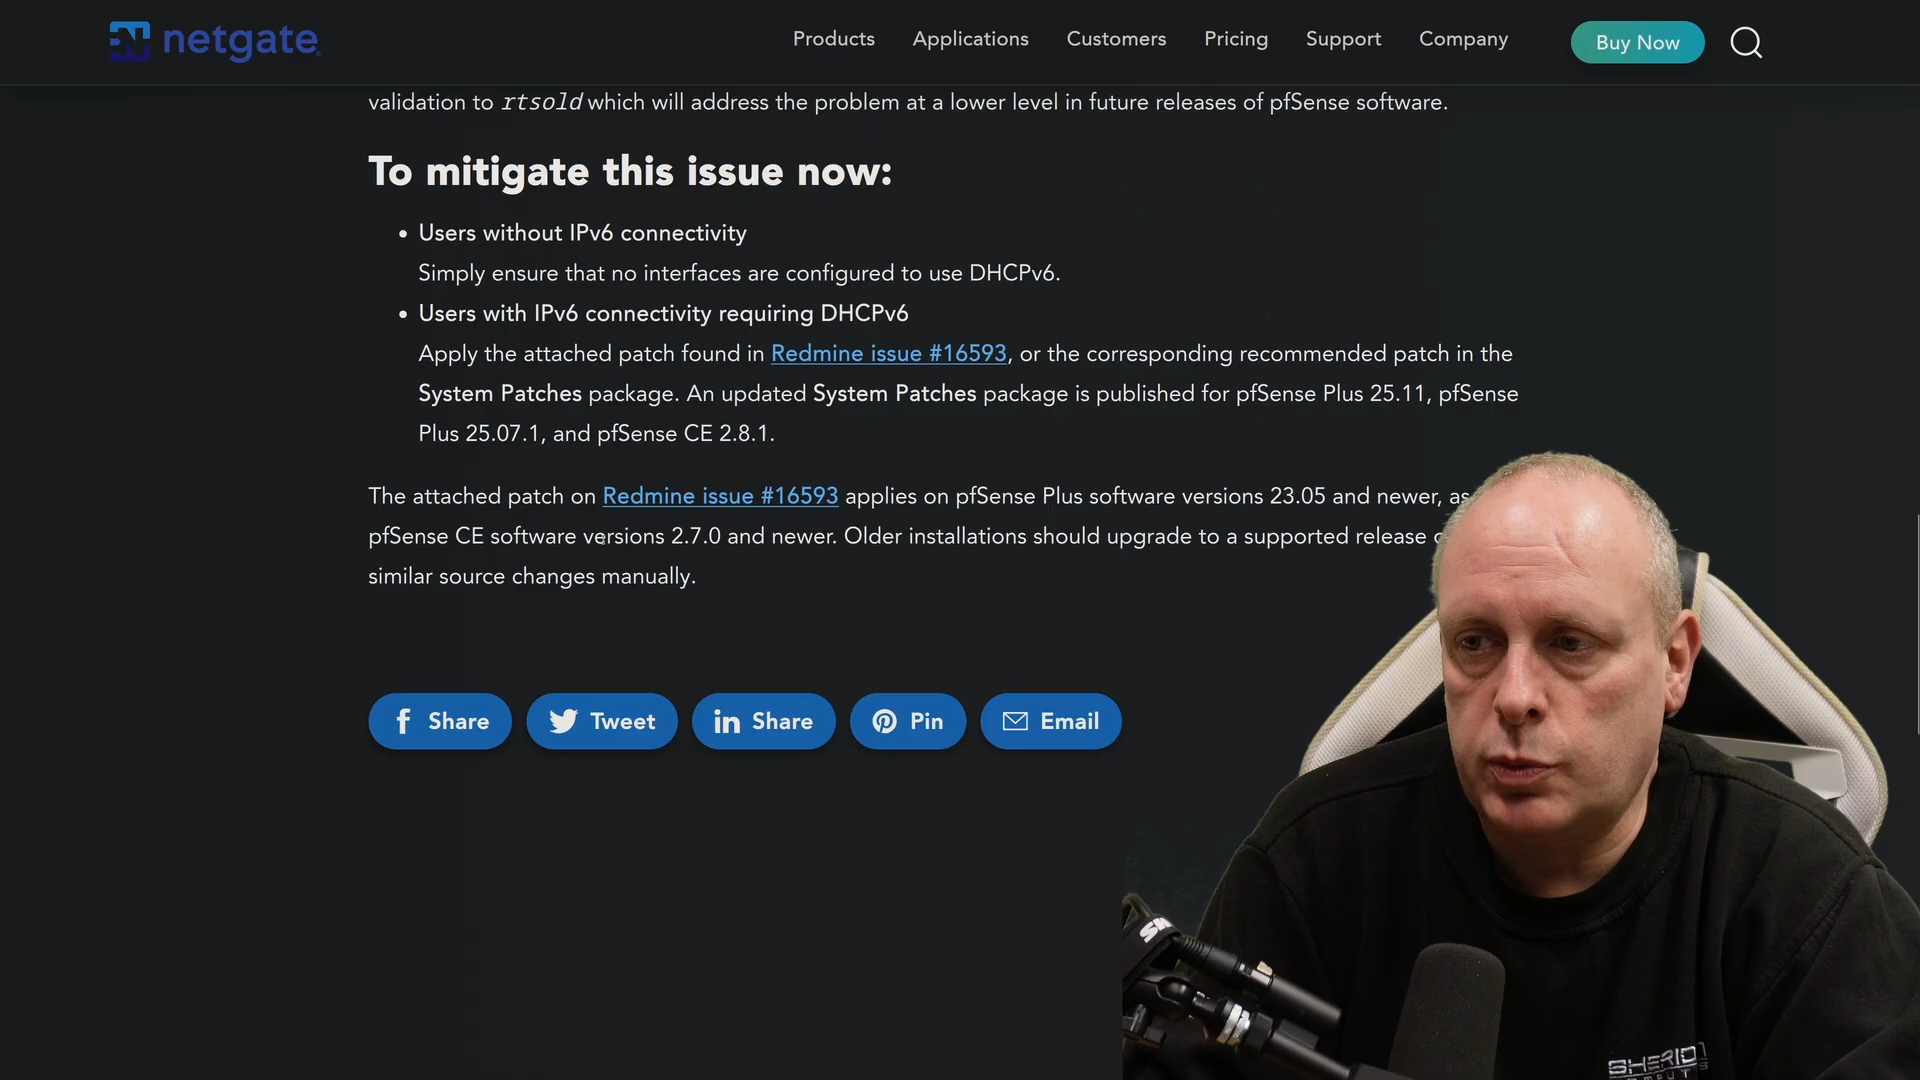 netgate
Products Applications Customers Pricing Support Company Buy Now
validation to rtsold which will address the problem at a lower level in future releases of pfSense software.
To mitigate this issue now:
• Users without IPv6 connectivity
Simply ensure that no interfaces are configured to use DHCPv6.
• Users with IPv6 connectivity requiring DHCPv6
Apply the attached patch found in Redmine issue #16593, or the corresponding recommended patch in the
System Patches package. An updated System Patches package is published for pfSense Plus 25.11, pfSense
Plus 25.07.1, and pfSense CE 2.8.1.
The attached patch on Redmine issue #16593 applies on pfSense Plus software versions 23.05 and newer, as
pfSense CE software versions 2.7.0 and newer. Older installations should upgrade to a supported release
similar source changes manually.
f Share Tweet in Share Pin Email